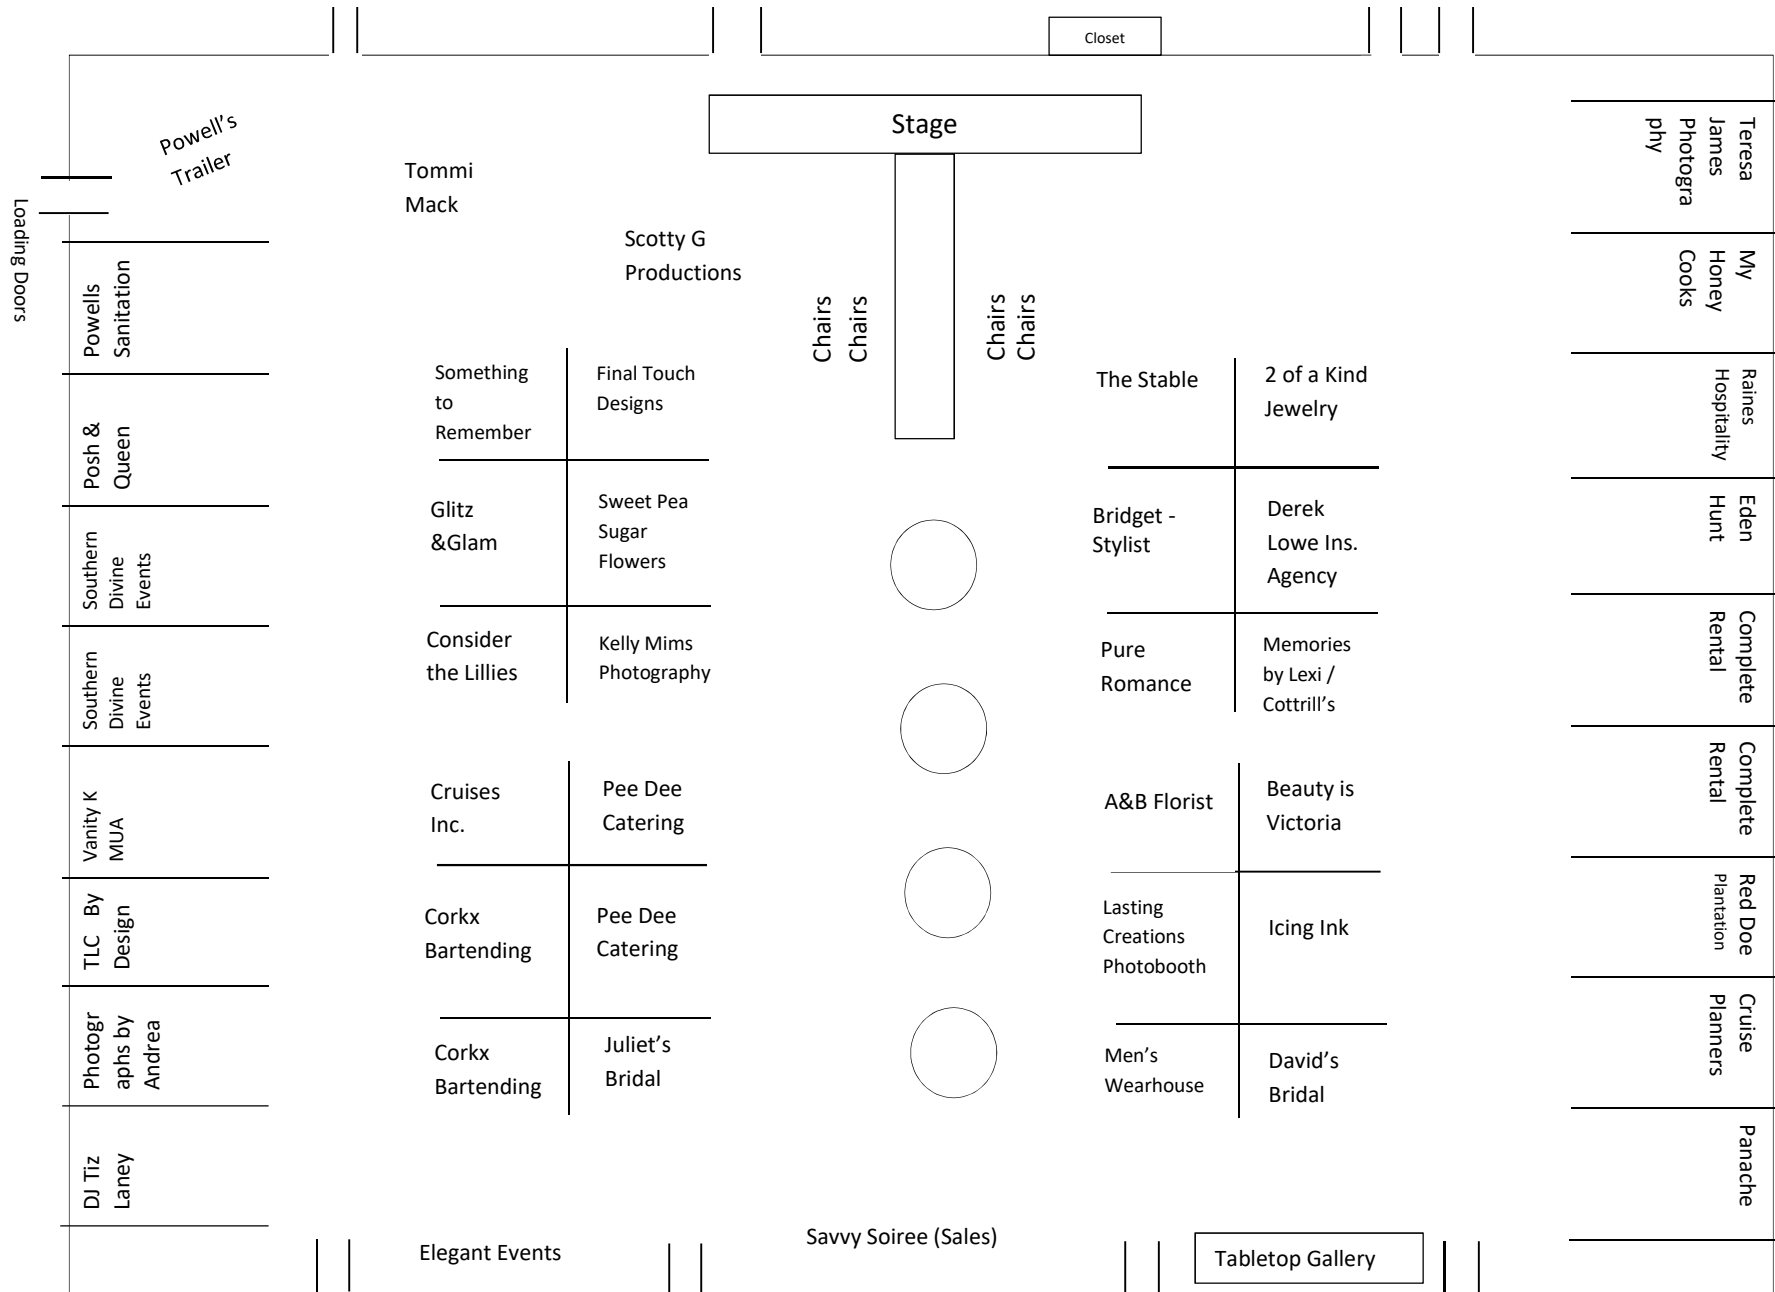 Closet
Stage
Powell's
Trailer
Loading Doors
Tommi
Mack
Scotty G
Productions
Chairs
Chairs
Chairs
Chairs
Powells
Sanitation
Posh &
Queen
Southern
Divine
Events
Southern
Divine
Events
Vanity K
MUA
TLC By
Design
Photogr
aphs by
Andrea
DJ Tiz
Laney
Something
to
Remember
Final Touch
Designs
Glitz
&Glam
Sweet Pea
Sugar
Flowers
Consider
the Lillies
Kelly Mims
Photography
Cruises
Inc.
Pee Dee
Catering
Corkx
Bartending
Pee Dee
Catering
Corkx
Bartending
Juliet's
Bridal
The Stable
2 of a Kind
Jewelry
Bridget -
Stylist
Derek
Lowe Ins.
Agency
Pure
Romance
Memories
by Lexi /
Cottrill's
A&B Florist
Beauty is
Victoria
Lasting
Creations
Photobooth
Icing Ink
Men's
Wearhouse
David's
Bridal
Teresa
James
Photogra
phy
My
Honey
Cooks
Raines
Hospitality
Eden
Hunt
Complete
Rental
Complete
Rental
Red Doe
Plantation
Cruise
Planners
Panache
Elegant Events
Savvy Soiree (Sales)
Tabletop Gallery